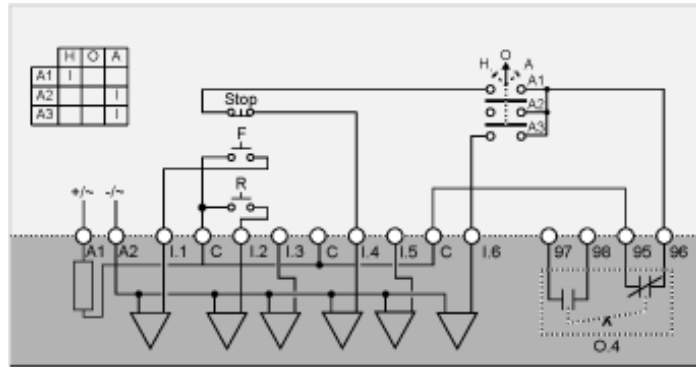 H O A
A1 I
A2 I
A3 I
O
H A
A1
A2
A3
Stop
F
R
+/~ -/~
A1 A2 I.1 C I.2 I.3 C I.4 I.5 C I.6 97 98 95 96
O.4